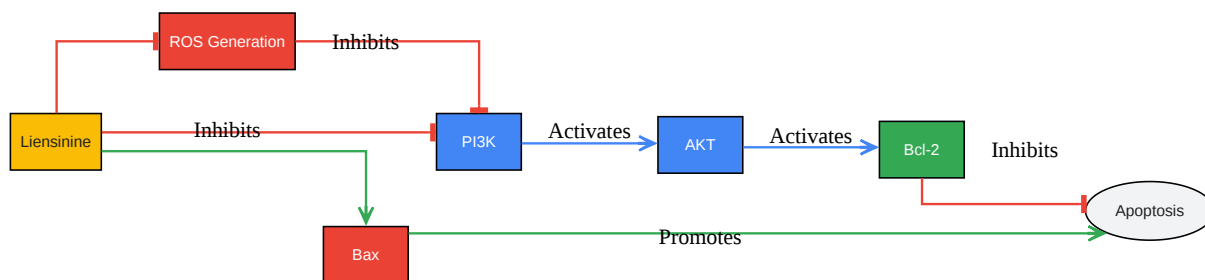 ROS Generation
Inhibits
Liensinine
Inhibits
PI3K
Activates
AKT
Activates
Bcl-2
Inhibits
Apoptosis
Bax
Promotes